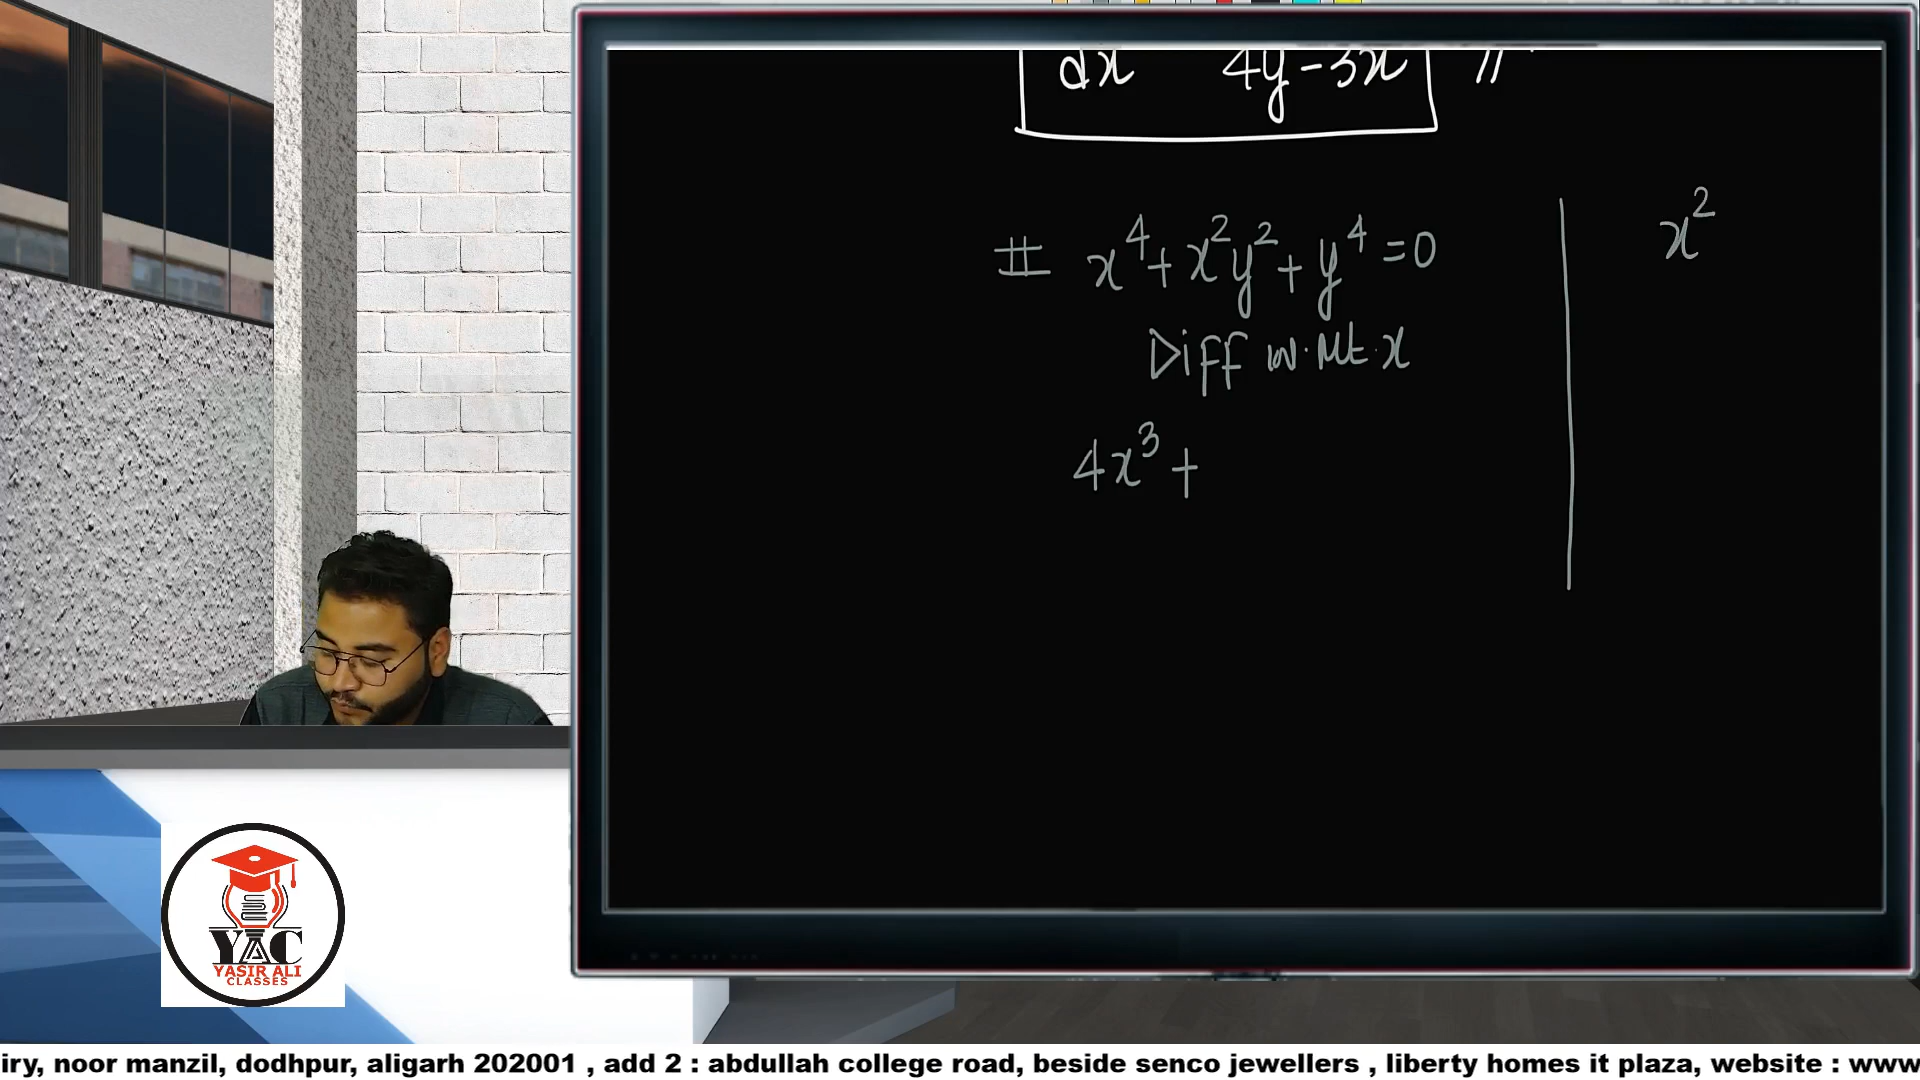 dx 4y-3x
# x⁴ + x²y² + y⁴ = 0
Diff w.r.t. x
4x³ +
x²
YAC
YASIR ALI
CLASSES
iry, noor manzil, dodhpur, aligarh 202001 , add 2 : abdullah college road, beside senco jewellers , liberty homes it plaza, website : www